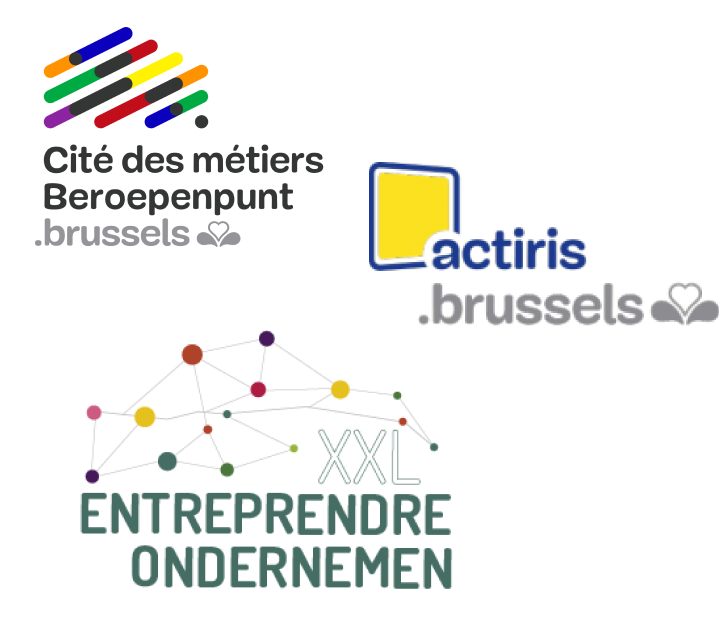 Cité des métiers
Beroepenpunt
.brussels
actiris
.brussels
XXL
ENTREPRENDRE
ONDERNEMEN